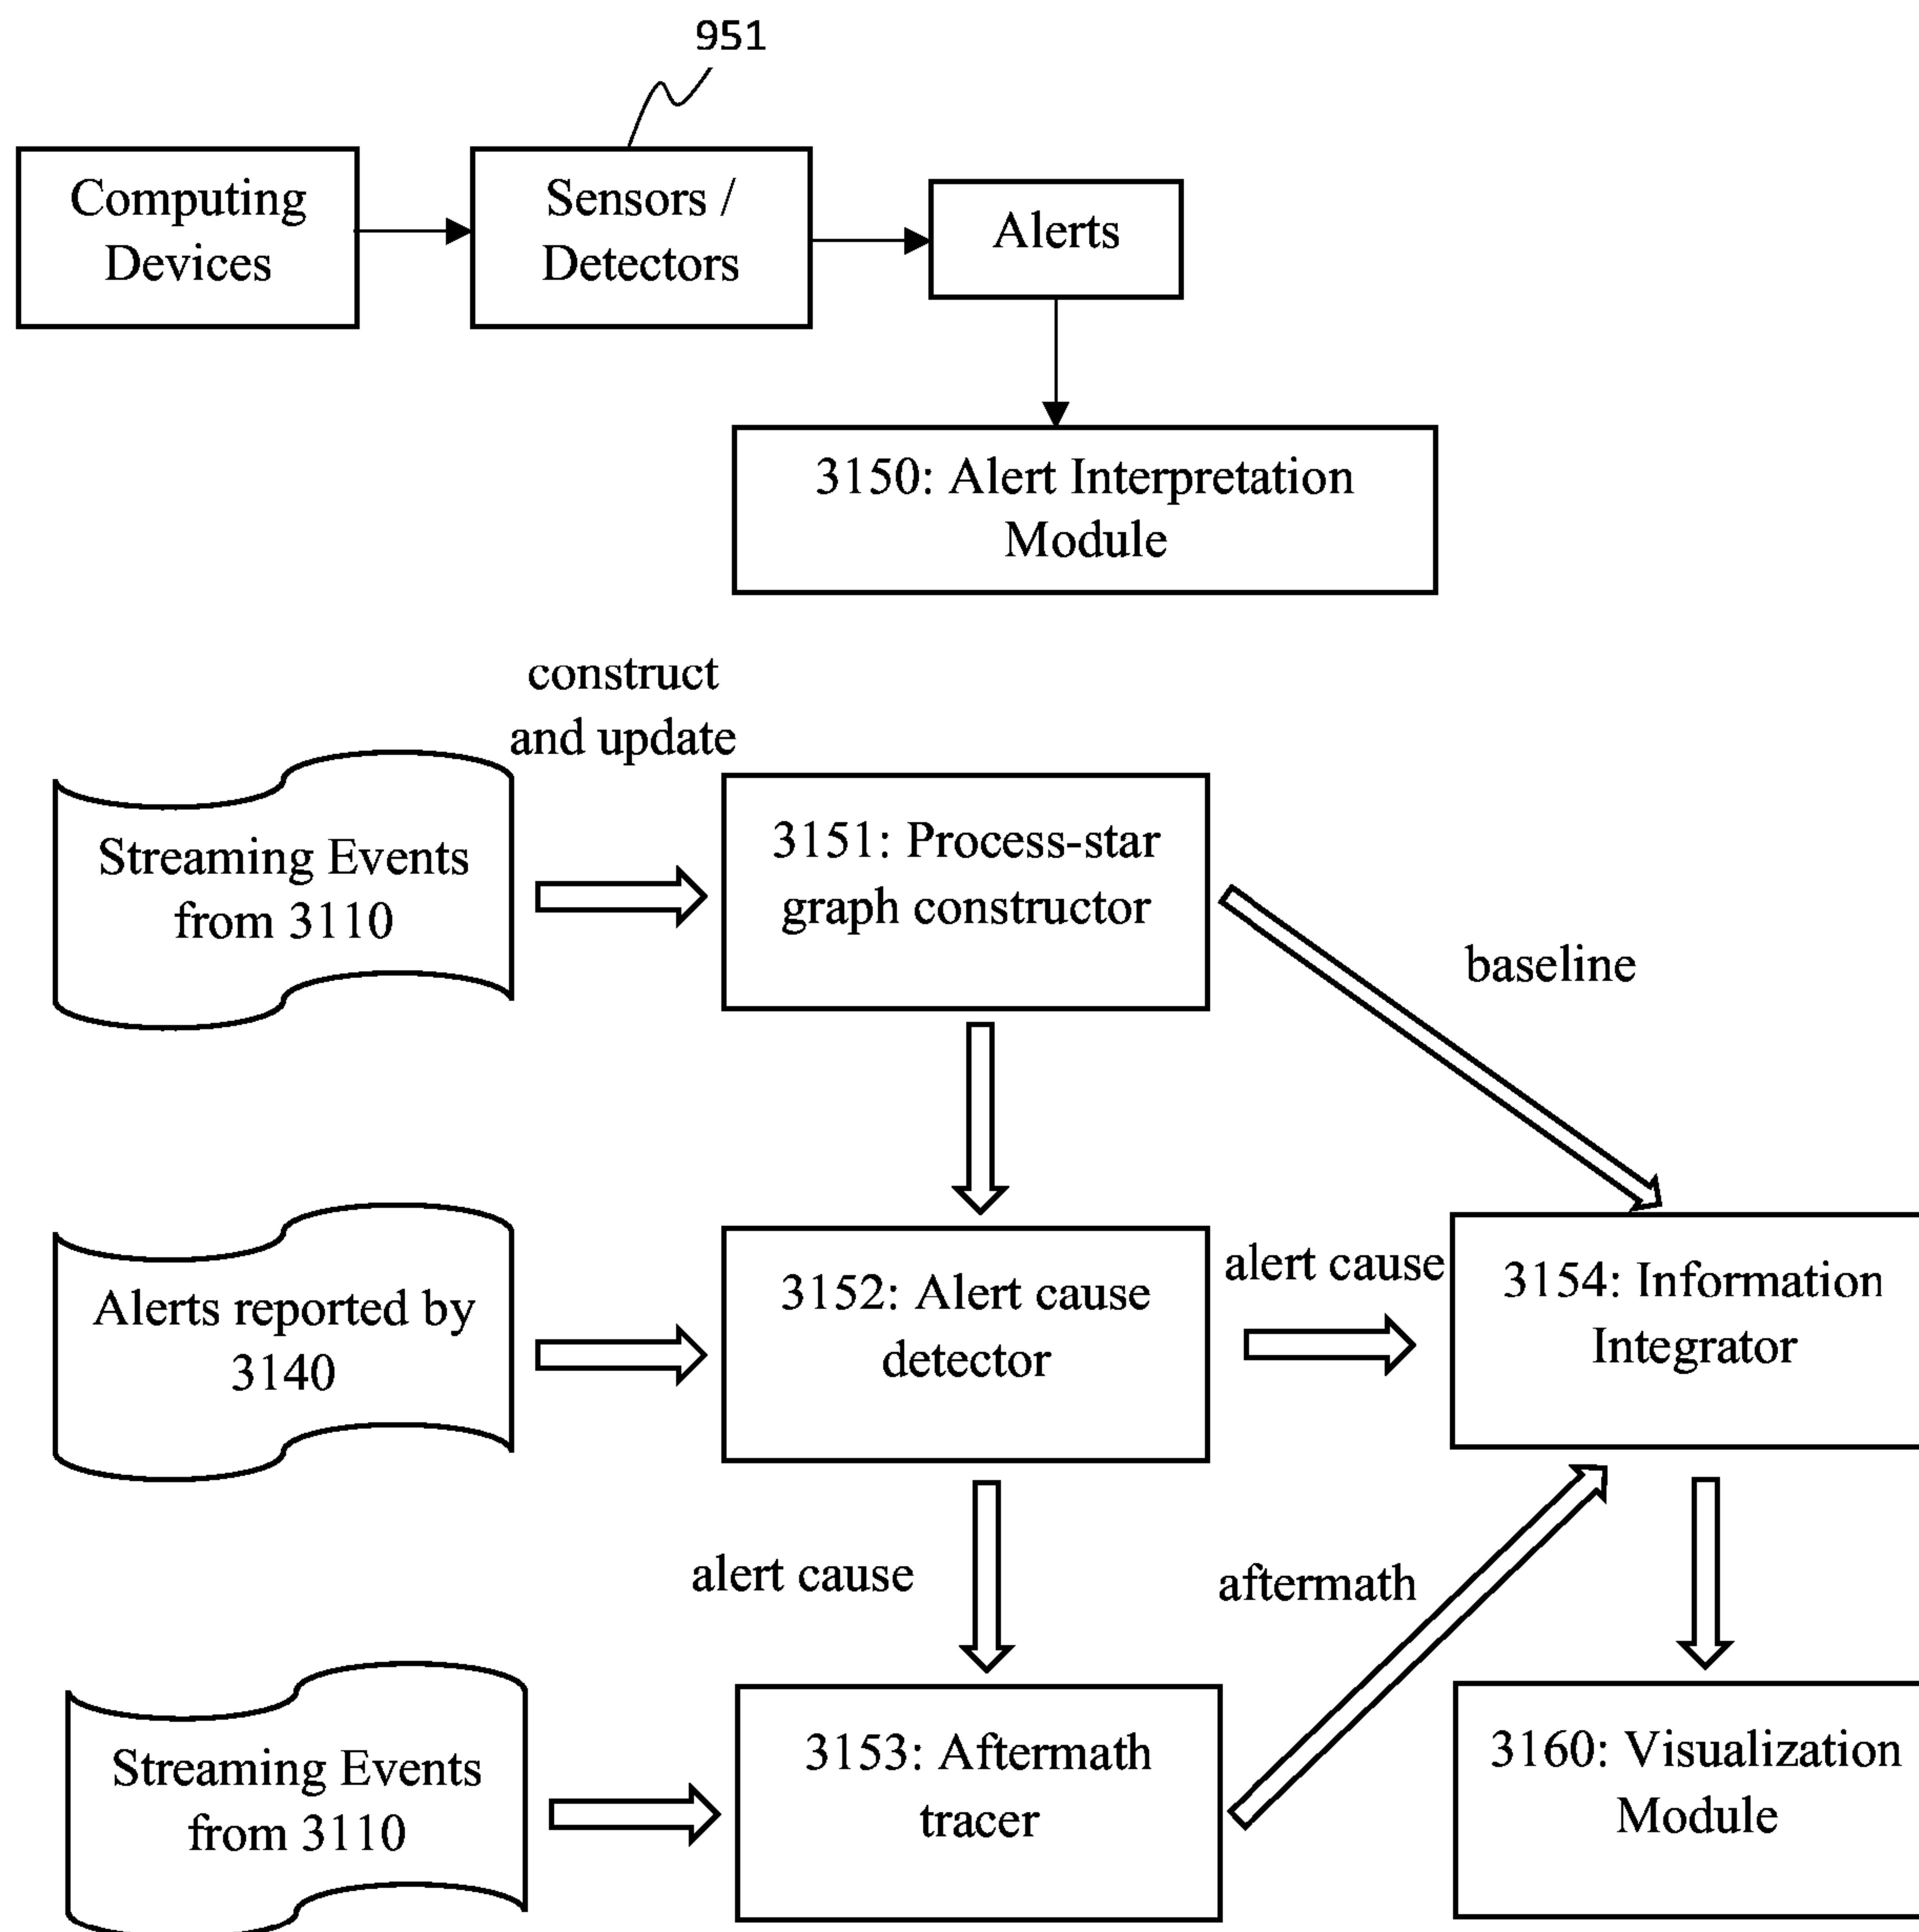 951
Computing
Devices
Sensors /
Detectors
Alerts
3150: Alert Interpretation
Module
construct
and update
Streaming Events
from 3110
3151: Process-star
graph constructor
baseline
Alerts reported by
3140
3152: Alert cause
detector
alert cause
3154: Information
Integrator
alert cause
aftermath
Streaming Events
from 3110
3153: Aftermath
tracer
3160: Visualization
Module